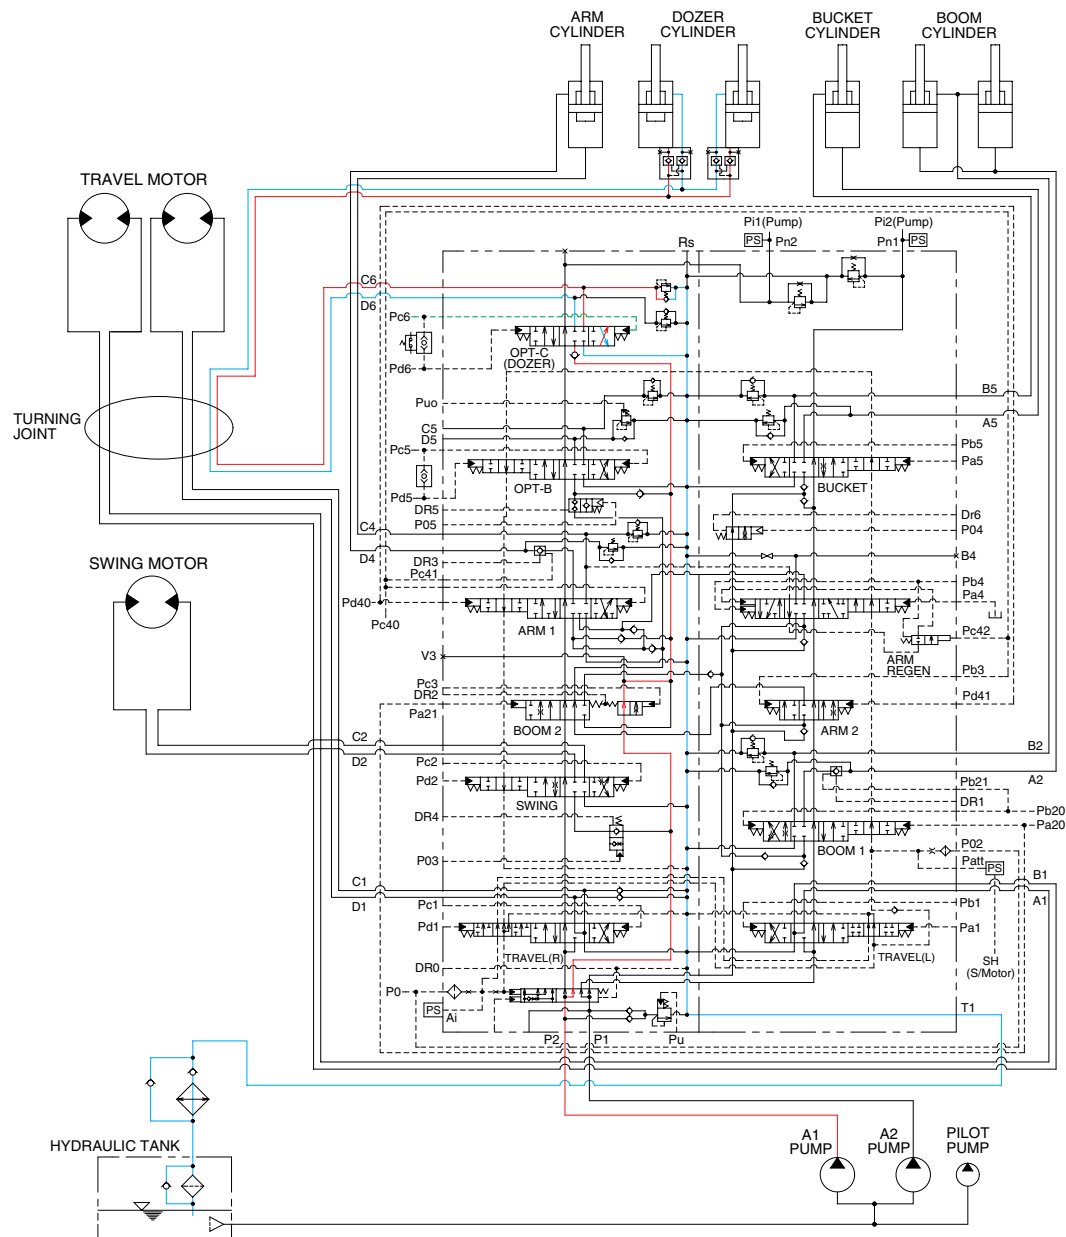 ARM
CYLINDER
DOZER
CYLINDER
BUCKET
CYLINDER
BOOM
CYLINDER
TRAVEL MOTOR
Pi1(Pump)
Pi2(Pump)
PS
Pn2
Pn1
PS
Rs
C6
D6
Pc6
OPT-C
(DOZER)
Pd6
Puo
B5
A5
TURNING
JOINT
C5
D5
Pc5
Pb5
Pa5
OPT-B
BUCKET
Pd5
DR5
P05
Dr6
P04
C4
D4
B4
DR3
Pc41
SWING MOTOR
Pb4
Pa4
Pd40
Pc40
ARM 1
Pc42
ARM
REGEN
V3
Pc3
DR2
Pa21
Pb3
Pd41
BOOM 2
ARM 2
C2
D2
B2
A2
Pc2
Pd2
SWING
Pb21
DR1
Pb20
Pa20
DR4
BOOM 1
P03
P02
Patt
PS
C1
D1
B1
A1
Pc1
Pd1
Pb1
Pa1
TRAVEL(R)
TRAVEL(L)
DR0
SH
(S/Motor)
P0
PS
Ai
T1
P2
P1
Pu
HYDRAULIC TANK
A1
PUMP
A2
PUMP
PILOT
PUMP